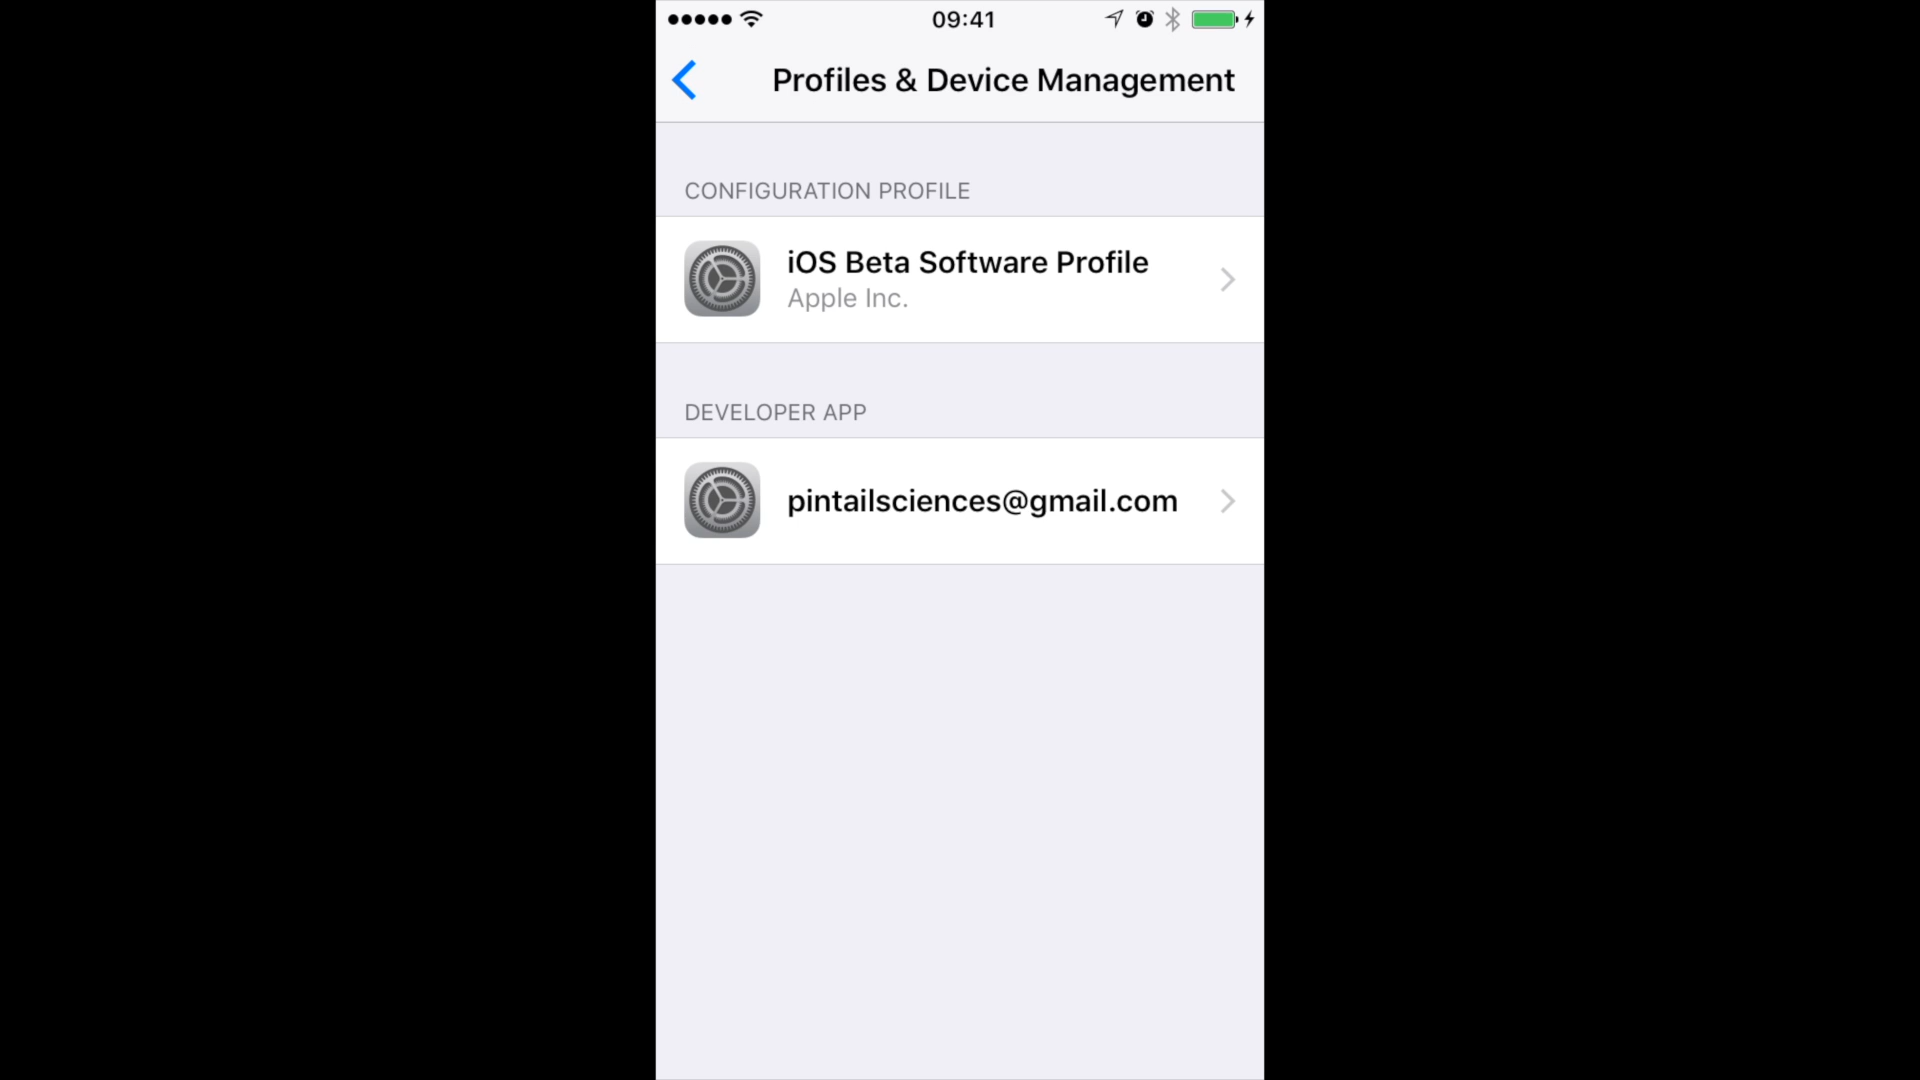 09:41
Profiles & Device Management
CONFIGURATION PROFILE
iOS Beta Software Profile
Apple Inc.
DEVELOPER APP
pintailsciences@gmail.com